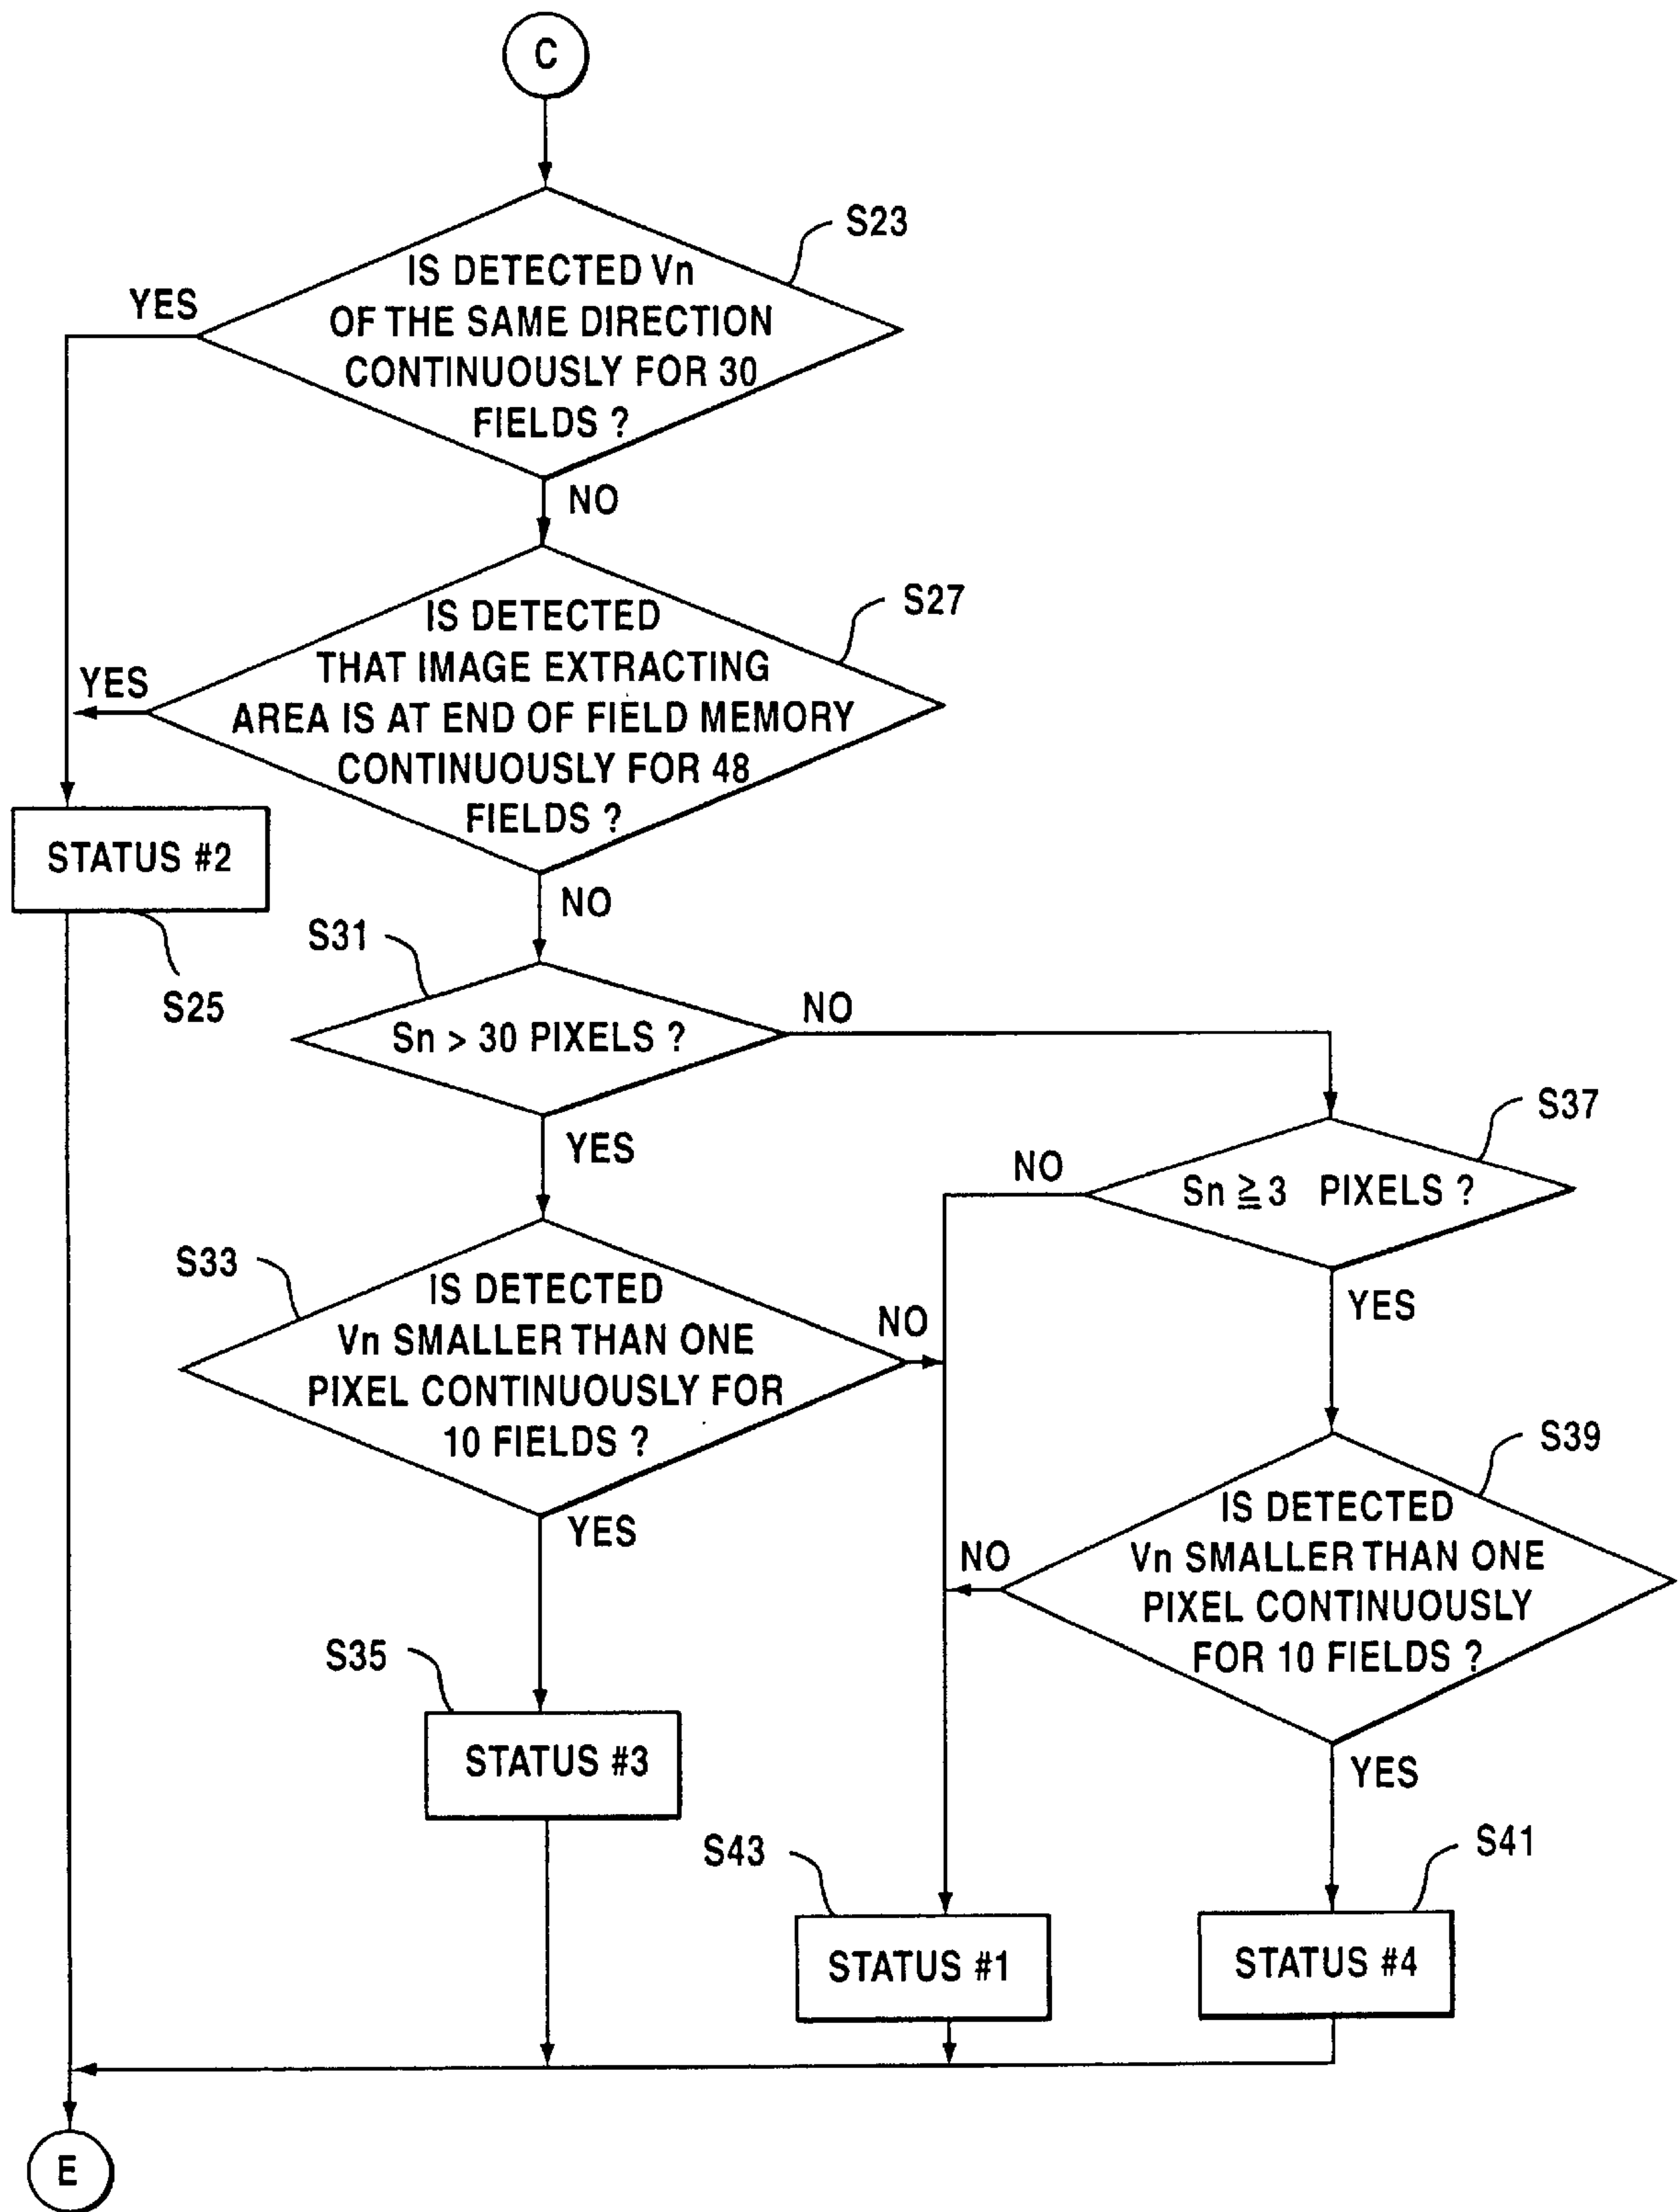 C
S23
IS DETECTED Vn
OF THE SAME DIRECTION
CONTINUOUSLY FOR 30
FIELDS ?
YES
NO
S27
IS DETECTED
THAT IMAGE EXTRACTING
AREA IS AT END OF FIELD MEMORY
CONTINUOUSLY FOR 48
FIELDS ?
YES
NO
STATUS #2
S25
S31
Sn > 30 PIXELS ?
NO
YES
S37
Sn ≧ 3 PIXELS ?
NO
YES
S33
IS DETECTED
Vn SMALLER THAN ONE
PIXEL CONTINUOUSLY FOR
10 FIELDS ?
NO
YES
S39
IS DETECTED
Vn SMALLER THAN ONE
PIXEL CONTINUOUSLY
FOR 10 FIELDS ?
NO
YES
S35
STATUS #3
S43
STATUS #1
S41
STATUS #4
E